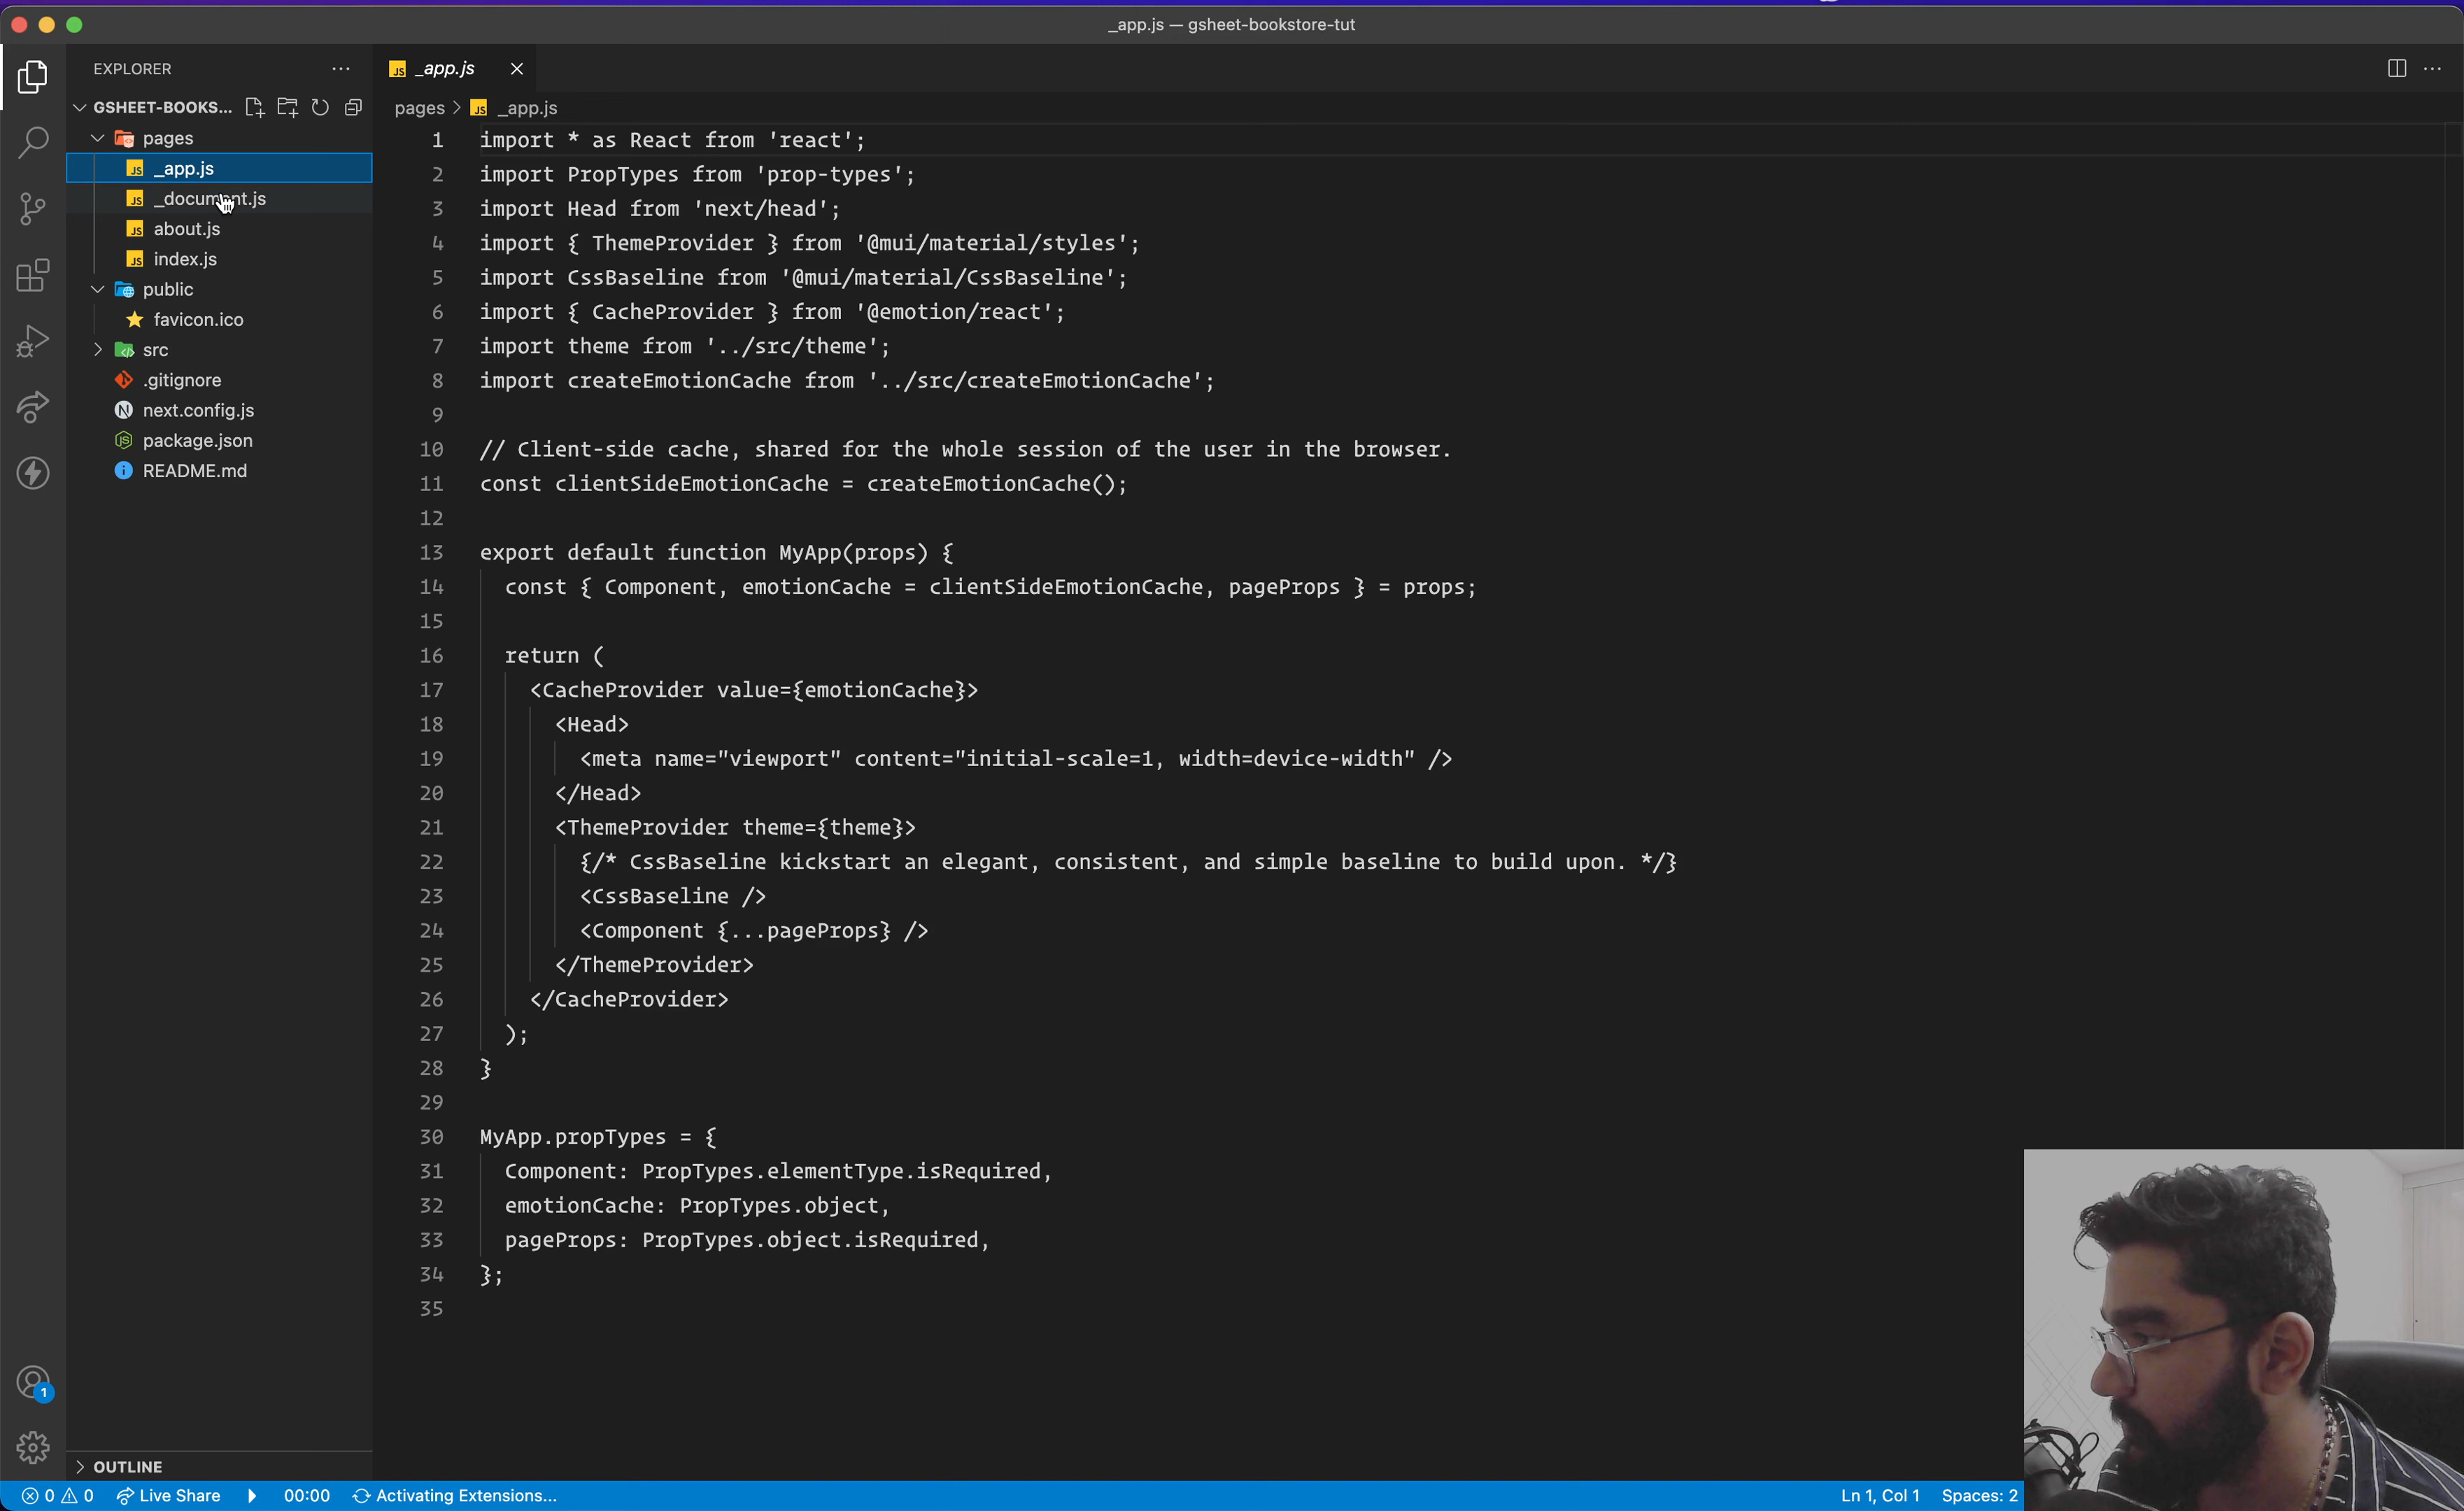 _app.js — gsheet-bookstore-tut
EXPLORER
GSHEET-BOOKS...
pages
_app.js
_document.js
about.js
index.js
public
favicon.ico
src
.gitignore
next.config.js
package.json
README.md
OUTLINE
_app.js
pages > _app.js
1 import * as React from 'react';
2 import PropTypes from 'prop-types';
3 import Head from 'next/head';
4 import { ThemeProvider } from '@mui/material/styles';
5 import CssBaseline from '@mui/material/CssBaseline';
6 import { CacheProvider } from '@emotion/react';
7 import theme from '../src/theme';
8 import createEmotionCache from '../src/createEmotionCache';
9
10 // Client-side cache, shared for the whole session of the user in the browser.
11 const clientSideEmotionCache = createEmotionCache();
12
13 export default function MyApp(props) {
14 const { Component, emotionCache = clientSideEmotionCache, pageProps } = props;
15
16 return (
17 <CacheProvider value={emotionCache}>
18 <Head>
19 <meta name="viewport" content="initial-scale=1, width=device-width" />
20 </Head>
21 <ThemeProvider theme={theme}>
22 {/* CssBaseline kickstart an elegant, consistent, and simple baseline to build upon. */}
23 <CssBaseline />
24 <Component {...pageProps} />
25 </ThemeProvider>
26 </CacheProvider>
27 );
28 }
29
30 MyApp.propTypes = {
31 Component: PropTypes.elementType.isRequired,
32 emotionCache: PropTypes.object,
33 pageProps: PropTypes.object.isRequired,
34 };
35
1
0 0 Live Share 00:00 Activating Extensions... Ln 1, Col 1 Spaces: 2